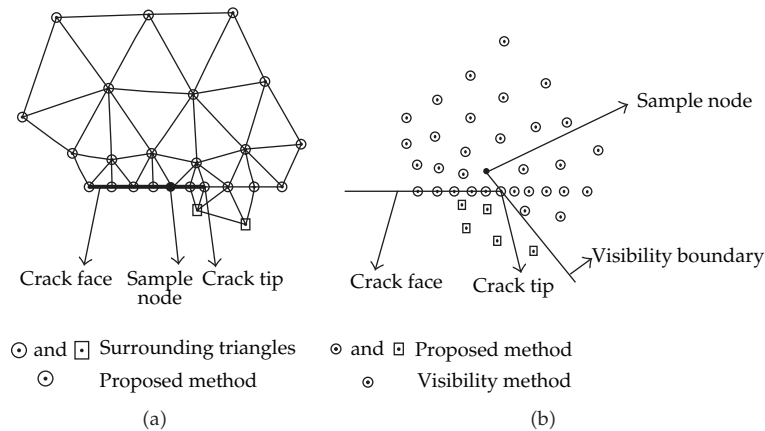 Sample node
Visibility boundary
Crack face
Sample node
Crack tip
Crack face
Crack tip
and Surrounding triangles
Proposed method
and Proposed method
Visibility method
(a)
(b)